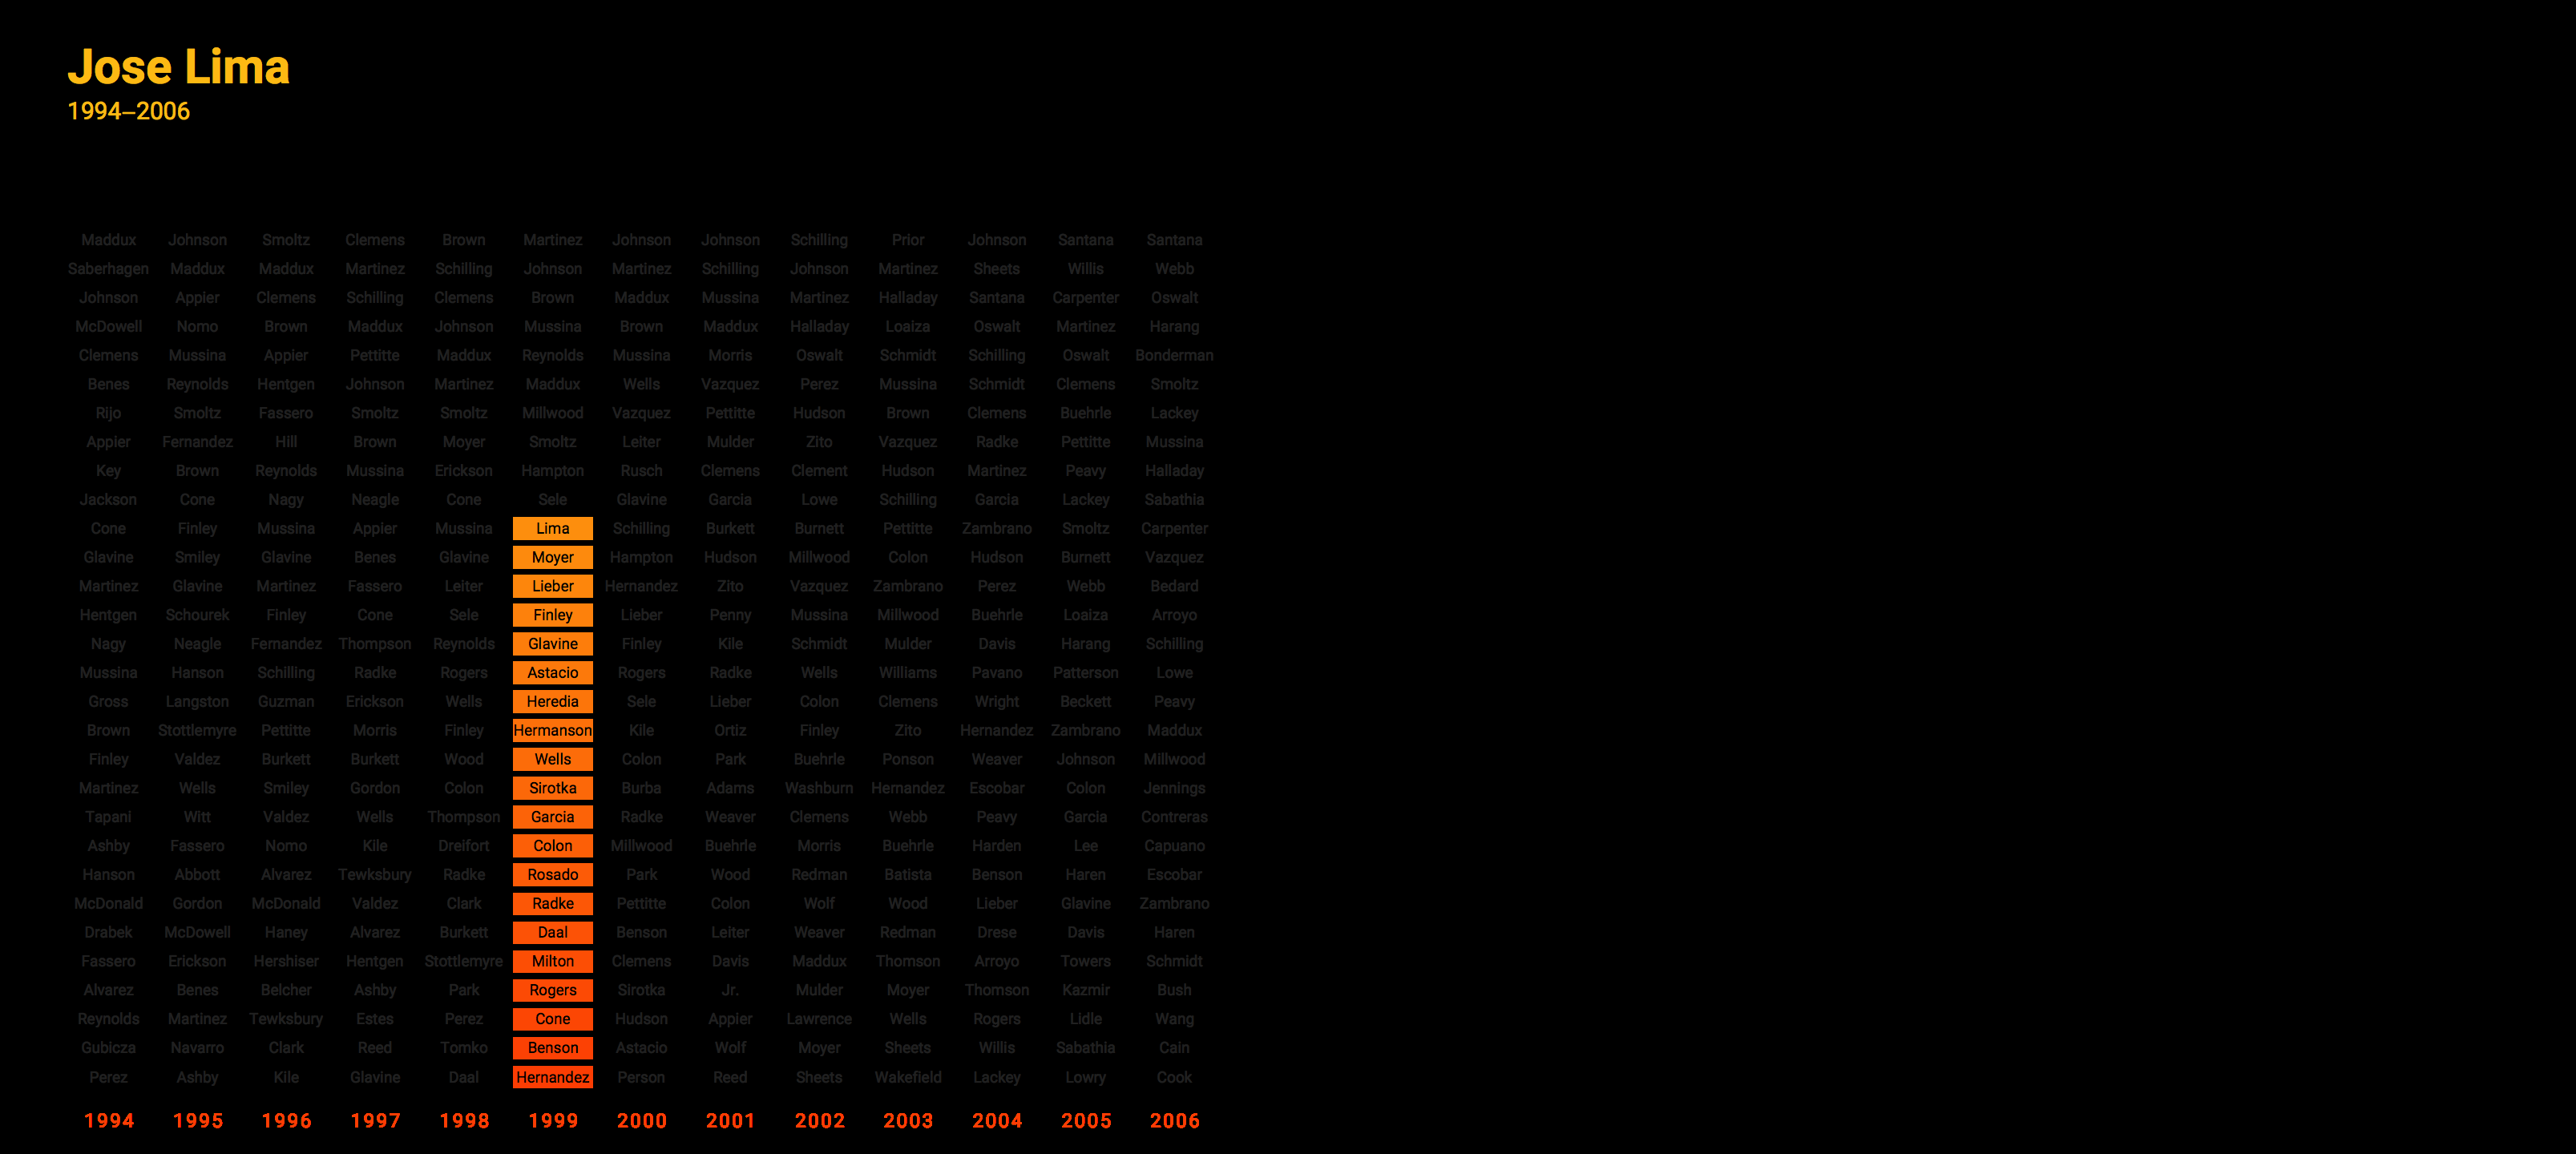 Jose Lima
1994–2006
Maddux Johnson Smoltz Clemens Brown Martinez Johnson Johnson Schilling Prior Johnson Santana Santana
Saberhagen Maddux Maddux Martinez Schilling Johnson Martinez Schilling Johnson Martinez Sheets Willis Webb
Johnson Appier Clemens Schilling Clemens Brown Maddux Mussina Martinez Halladay Santana Carpenter Oswalt
McDowell Nomo Brown Maddux Johnson Mussina Brown Maddux Halladay Loaiza Oswalt Martinez Harang
Clemens Mussina Appier Pettitte Maddux Reynolds Mussina Morris Oswalt Schmidt Schilling Oswalt Bonderman
Benes Reynolds Hentgen Johnson Martinez Maddux Wells Vazquez Perez Mussina Schmidt Clemens Smoltz
Rijo Smoltz Fassero Smoltz Smoltz Millwood Vazquez Pettitte Hudson Brown Clemens Buehrle Lackey
Appier Fernandez Hill Brown Moyer Smoltz Leiter Mulder Zito Vazquez Radke Pettitte Mussina
Key Brown Reynolds Mussina Erickson Hampton Rusch Clemens Clement Hudson Martinez Peavy Halladay
Jackson Cone Nagy Neagle Cone Sele Glavine Garcia Lowe Schilling Garcia Lackey Sabathia
Cone Finley Mussina Appier Mussina Lima Schilling Burkett Burnett Pettitte Zambrano Smoltz Carpenter
Glavine Smiley Glavine Benes Glavine Moyer Hampton Hudson Millwood Colon Hudson Burnett Vazquez
Martinez Glavine Martinez Fassero Leiter Lieber Hernandez Zito Vazquez Zambrano Perez Webb Bedard
Hentgen Schourek Finley Cone Sele Finley Lieber Penny Mussina Millwood Buehrle Loaiza Arroyo
Nagy Neagle Fernandez Thompson Reynolds Glavine Finley Kile Schmidt Mulder Davis Harang Schilling
Mussina Hanson Schilling Radke Rogers Astacio Rogers Radke Wells Williams Pavano Patterson Lowe
Gross Langston Guzman Erickson Wells Heredia Sele Lieber Colon Clemens Wright Beckett Peavy
Brown Stottlemyre Pettitte Morris Finley Hermanson Kile Ortiz Finley Zito Hernandez Zambrano Maddux
Finley Valdez Burkett Burkett Wood Wells Colon Park Buehrle Ponson Weaver Johnson Millwood
Martinez Wells Smiley Gordon Colon Sirotka Burba Adams Washburn Hernandez Escobar Colon Jennings
Tapani Witt Valdez Wells Thompson Garcia Radke Weaver Clemens Webb Peavy Garcia Contreras
Ashby Fassero Nomo Kile Dreifort Colon Millwood Buehrle Morris Buehrle Harden Lee Capuano
Hanson Abbott Alvarez Tewksbury Radke Rosado Park Wood Redman Batista Benson Haren Escobar
McDonald Gordon McDonald Valdez Clark Radke Pettitte Colon Wolf Wood Lieber Glavine Zambrano
Drabek McDowell Haney Alvarez Burkett Daal Benson Leiter Weaver Redman Drese Davis Haren
Fassero Erickson Hershiser Hentgen Stottlemyre Milton Clemens Davis Maddux Thomson Arroyo Towers Schmidt
Alvarez Benes Belcher Ashby Park Rogers Sirotka Jr. Mulder Moyer Thomson Kazmir Bush
Reynolds Martinez Tewksbury Estes Perez Cone Hudson Appier Lawrence Wells Rogers Lidle Wang
Gubicza Navarro Clark Reed Tomko Benson Astacio Wolf Moyer Sheets Willis Sabathia Cain
Perez Ashby Kile Glavine Daal Hernandez Person Reed Sheets Wakefield Lackey Lowry Cook
1994 1995 1996 1997 1998 1999 2000 2001 2002 2003 2004 2005 2006